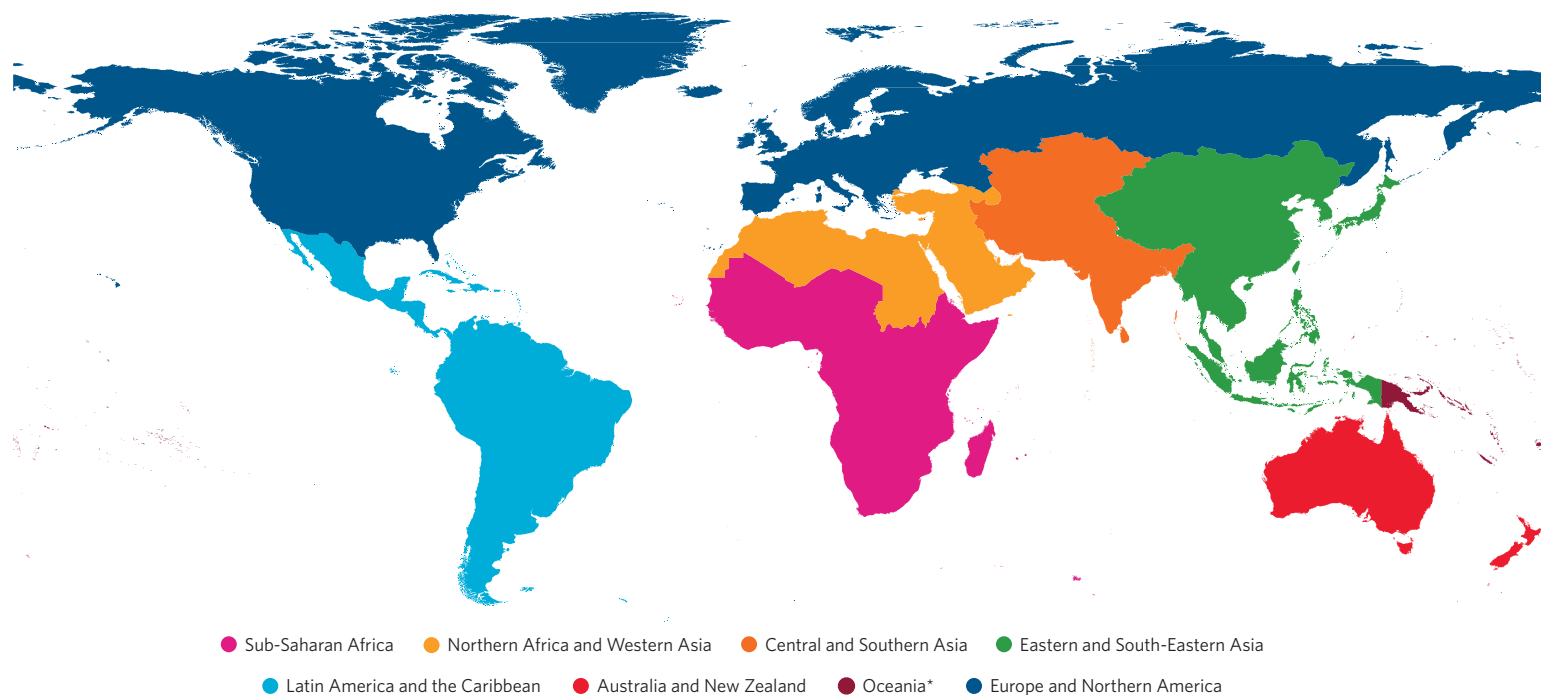 Sub-Saharan Africa Northern Africa and Western Asia Central and Southern Asia Eastern and South-Eastern Asia
Latin America and the Caribbean Australia and New Zealand Oceania* Europe and Northern America